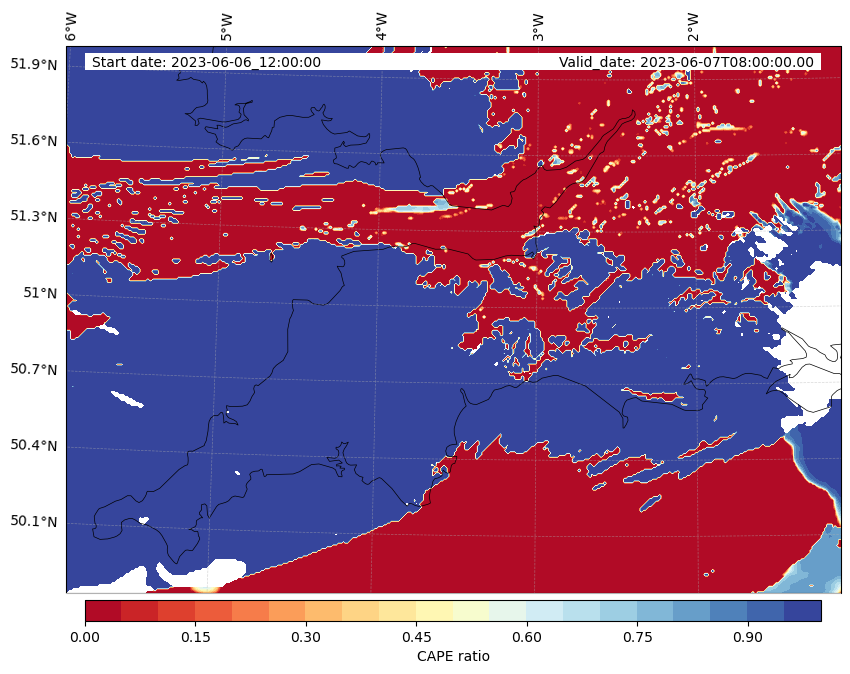 6°W 5°W 4°W 3°W 2°W
Start date: 2023-06-06_12:00:00 Valid_date: 2023-06-07T08:00:00.00
51.9°N
51.6°N
51.3°N
51°N
50.7°N
50.4°N
50.1°N
0.00 0.15 0.30 0.45 0.60 0.75 0.90
CAPE ratio